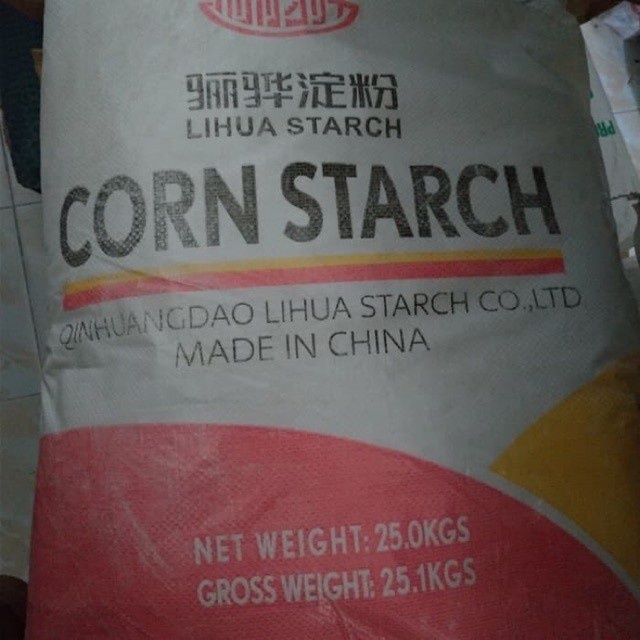 骊骅淀粉
LIHUA STARCH
CORN STARCH
QINHUANGDAO LIHUA STARCH CO.,LTD
MADE IN CHINA
NET WEIGHT: 25.0KGS
GROSS WEIGHT: 25.1KGS